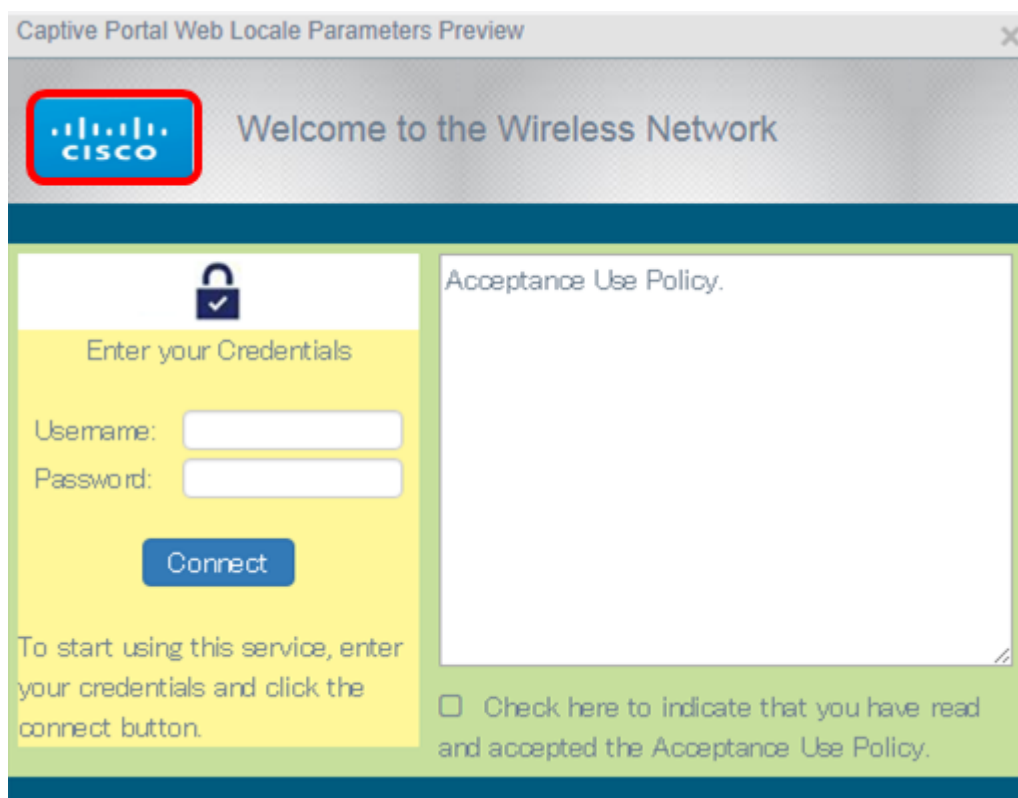 Captive Portal Web Locale Parameters Preview
CISCO
Welcome to the Wireless Network
Enter your Credentials
Username:
Password:
Connect
To start using this service, enter
your credentials and click the
connect button.
Acceptance Use Policy.
Check here to indicate that you have read
and accepted the Acceptance Use Policy.